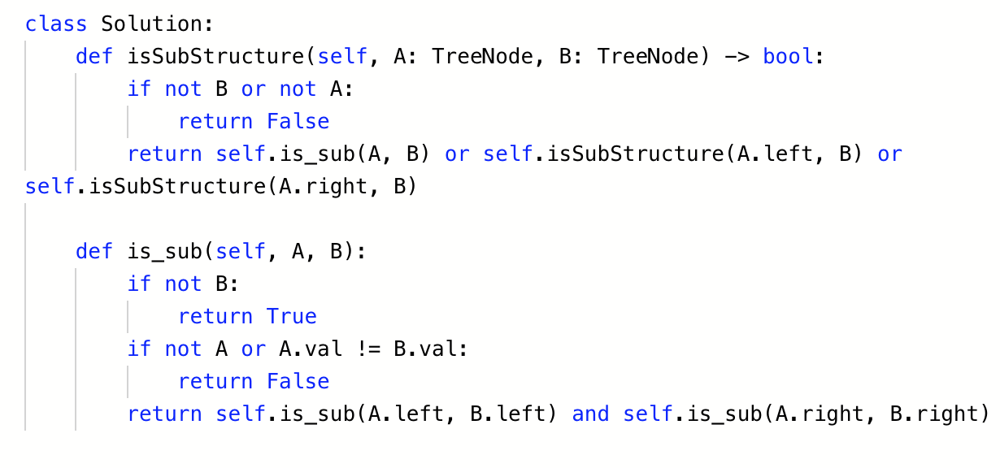 class Solution:
    def isSubStructure(self, A: TreeNode, B: TreeNode) -> bool:
        if not B or not A:
            return False
        return self.is_sub(A, B) or self.isSubStructure(A.left, B) or
self.isSubStructure(A.right, B)

    def is_sub(self, A, B):
        if not B:
            return True
        if not A or A.val != B.val:
            return False
        return self.is_sub(A.left, B.left) and self.is_sub(A.right, B.right)